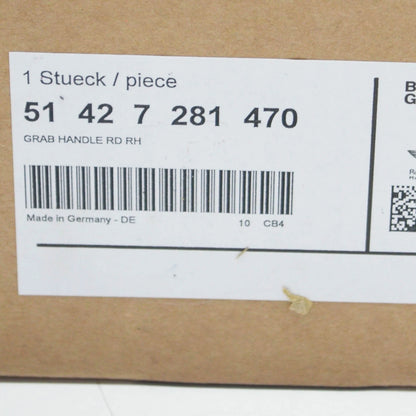 1 Stueck / piece
51 42 7 281 470
GRAB HANDLE RD RH
Made in Germany - DE 10 CB4
B
G